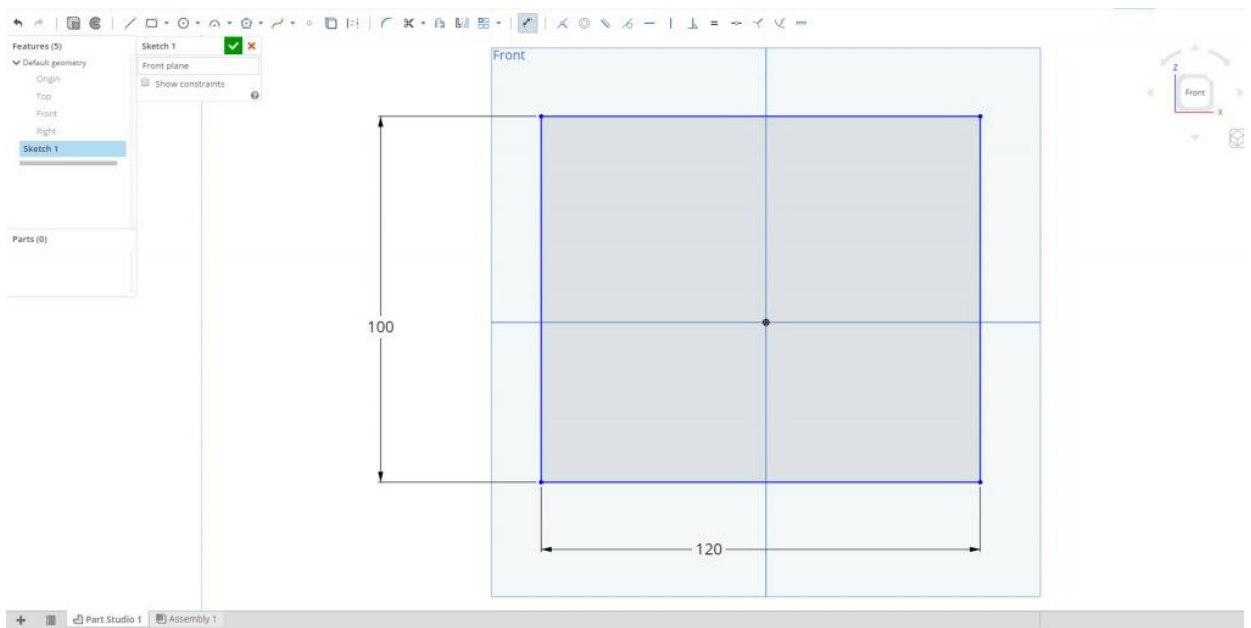 Features (5)
Default geometry
Origin
Top
Front
Right
Sketch 1
Parts (0)
Sketch 1
Front plane
Show constraints
Front
100
120
Z
Front
X
Part Studio 1
Assembly 1